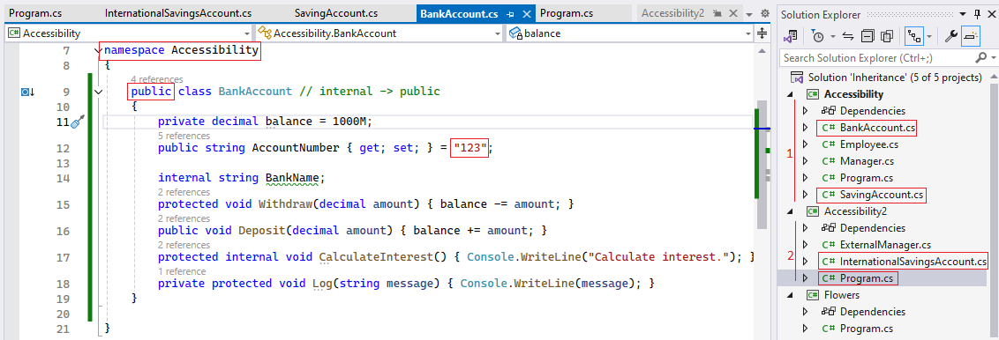 Program.cs InternationalSavingsAccount.cs SavingAccount.cs BankAccount.cs Program.cs Accessibility2
C# Accessibility Accessibility.BankAccount balance
7 namespace Accessibility
8 {
4 references
9 public class BankAccount // internal -> public
10 {
11 private decimal balance = 1000M;
5 references
12 public string AccountNumber { get; set; } = "123";
13
14 internal string BankName;
2 references
15 protected void Withdraw(decimal amount) { balance -= amount; }
2 references
16 public void Deposit(decimal amount) { balance += amount; }
2 references
17 protected internal void CalculateInterest() { Console.WriteLine("Calculate interest."); }
1 reference
18 private protected void Log(string message) { Console.WriteLine(message); }
19 }
20
21 }
Solution Explorer
Search Solution Explorer (Ctrl+;)
Solution 'Inheritance' (5 of 5 projects)
C# Accessibility
Dependencies
C# BankAccount.cs
C# Employee.cs
1
C# Manager.cs
C# Program.cs
C# SavingAccount.cs
C# Accessibility2
Dependencies
C# ExternalManager.cs
2
C# InternationalSavingsAccount.cs
C# Program.cs
C# Flowers
Dependencies
C# Program.cs